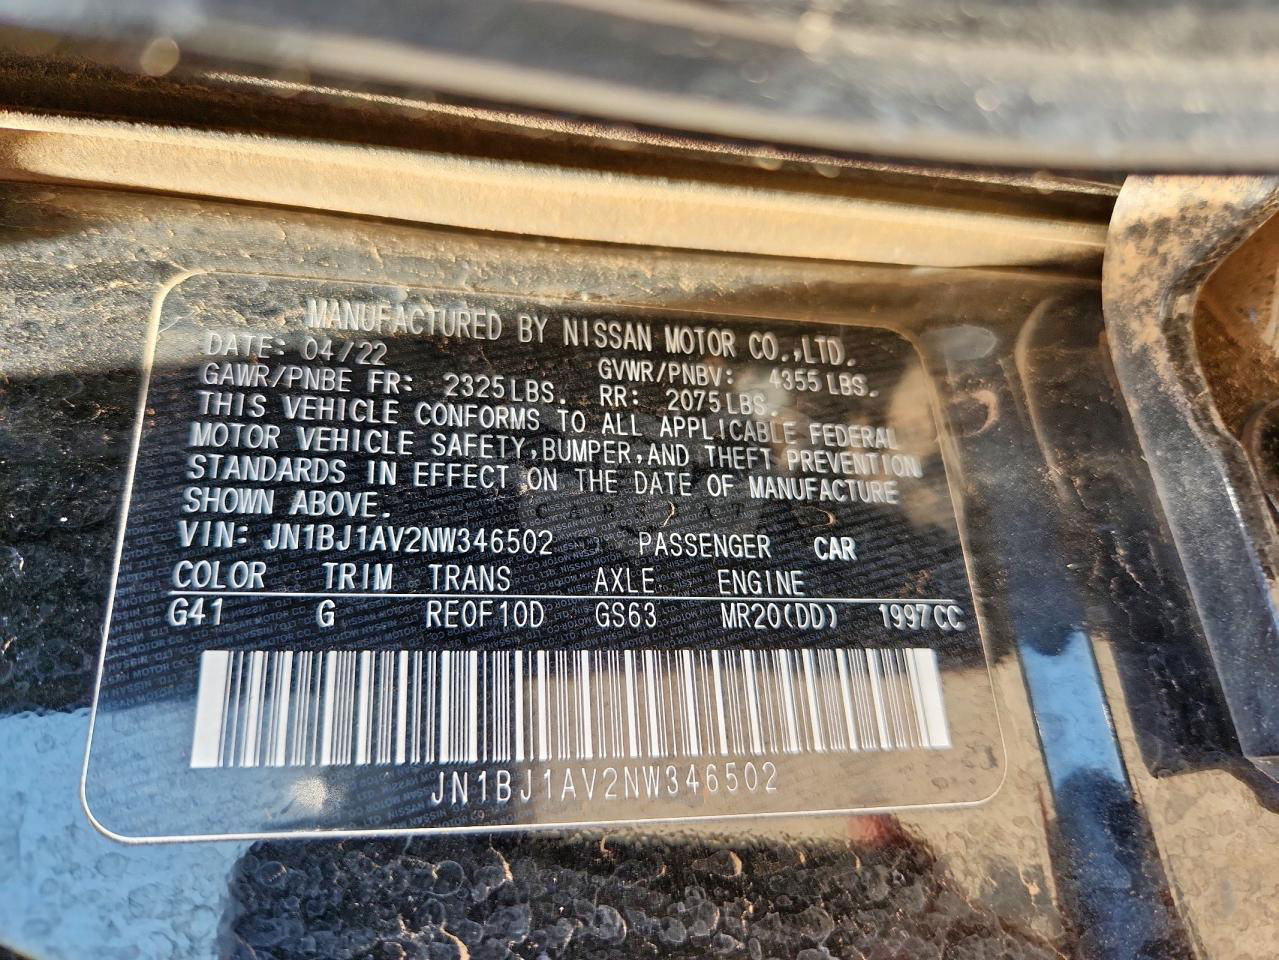 MANUFACTURED BY NISSAN MOTOR CO.,LTD.
DATE: 04/22 GVWR/PNBV: 4355 LBS.
GAWR/PNBE FR: 2325 LBS. RR: 2075 LBS.
THIS VEHICLE CONFORMS TO ALL APPLICABLE FEDERAL
MOTOR VEHICLE SAFETY, BUMPER, AND THEFT PREVENTION
STANDARDS IN EFFECT ON THE DATE OF MANUFACTURE
SHOWN ABOVE.
VIN: JN1BJ1AV2NW346502 PASSENGER CAR
COLOR TRIM TRANS AXLE ENGINE
G41 G REOF10D GS63 MR20(DD) 1997CC
JN1BJ1AV2NW346502